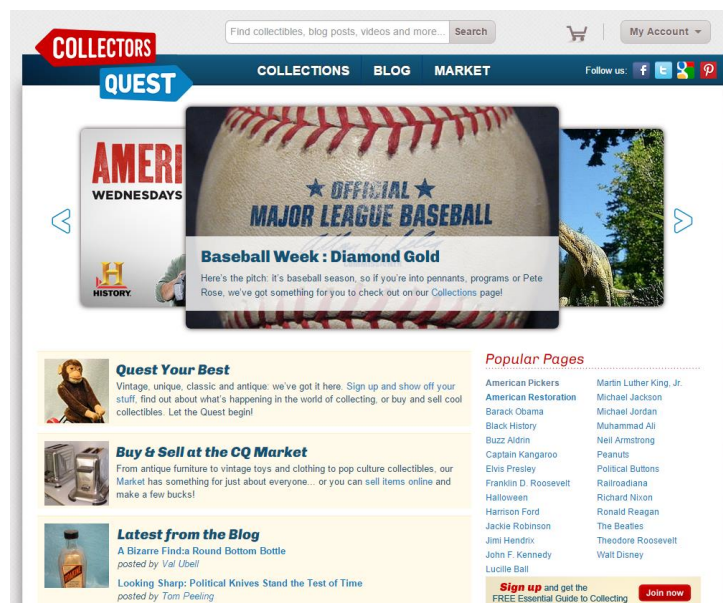 Find collectibles, blog posts, videos and more...
Search
My Account
COLLECTORS
QUEST
COLLECTIONS BLOG MARKET
Follow us:
AMERI
WEDNESDAYS
H
HISTORY
OFFICIAL
MAJOR LEAGUE BASEBALL
Baseball Week : Diamond Gold
Here's the pitch: it's baseball season, so if you're into pennants, programs or Pete
Rose, we've got something for you to check out on our Collections page!
Quest Your Best
Vintage, unique, classic and antique: we've got it here. Sign up and show off your
stuff, find out about what's happening in the world of collecting, or buy and sell cool
collectibles. Let the Quest begin!
Buy & Sell at the CQ Market
From antique furniture to vintage toys and clothing to pop culture collectibles, our
Market has something for just about everyone... or you can sell items online and
make a few bucks!
Latest from the Blog
A Bizarre Find:a Round Bottom Bottle
posted by Val Ubell
Looking Sharp: Political Knives Stand the Test of Time
posted by Tom Peeling
Popular Pages
American Pickers
American Restoration
Barack Obama
Black History
Buzz Aldrin
Captain Kangaroo
Elvis Presley
Franklin D. Roosevelt
Halloween
Harrison Ford
Jackie Robinson
Jimi Hendrix
John F. Kennedy
Lucille Ball
Martin Luther King, Jr.
Michael Jackson
Michael Jordan
Muhammad Ali
Neil Armstrong
Peanuts
Political Buttons
Railroadiana
Richard Nixon
Ronald Reagan
The Beatles
Theodore Roosevelt
Walt Disney
Sign up and get the
FREE Essential Guide to Collecting
Join now